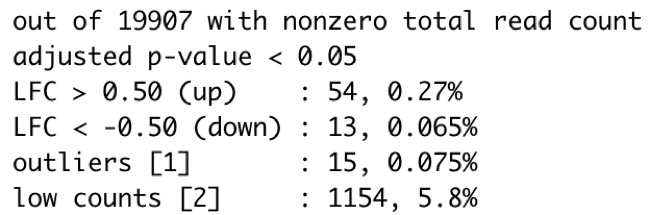 out of 19907 with nonzero total read count
adjusted p-value < 0.05
LFC > 0.50 (up)    : 54, 0.27%
LFC < -0.50 (down) : 13, 0.065%
outliers [1]       : 15, 0.075%
low counts [2]     : 1154, 5.8%